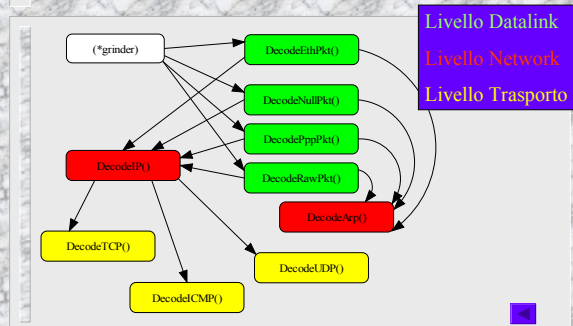 Livello Datalink
Livello Network
Livello Trasporto
(*grinder)
DecodeEthPkt()
DecodeNullPkt()
DecodePppPkt()
DecodeRawPkt()
DecodeIP()
DecodeArp()
DecodeTCP()
DecodeUDP()
DecodeICMP()